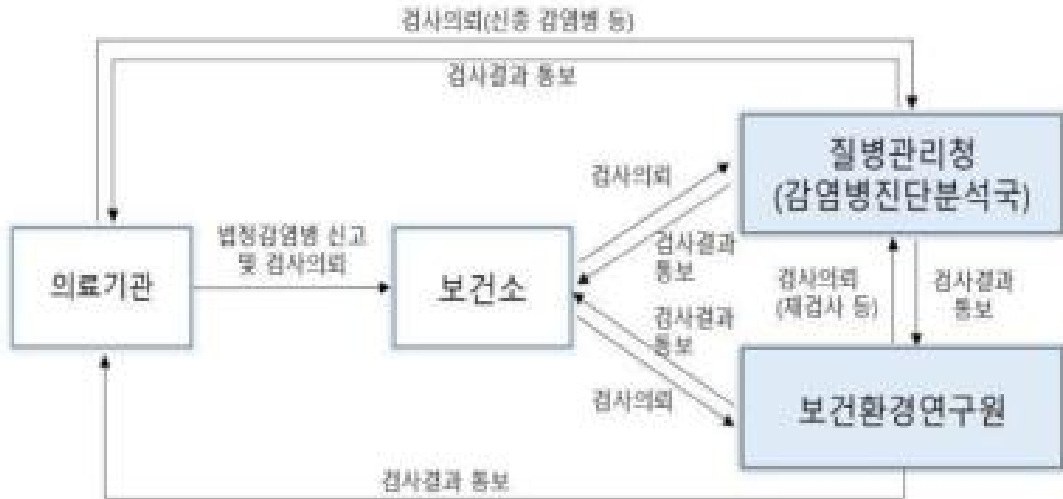 검사의뢰(신종 감염병 등)
검사결과 통보
질병관리청
(감염병진단분석국)
검사의뢰
법정감염병 신고
및 검사의뢰
의료기관
보건소
검사결과
통보
검사의뢰
(재검사 등)
검사결과
통보
검사결과
통보
검사의뢰
보건환경연구원
검사결과 통보